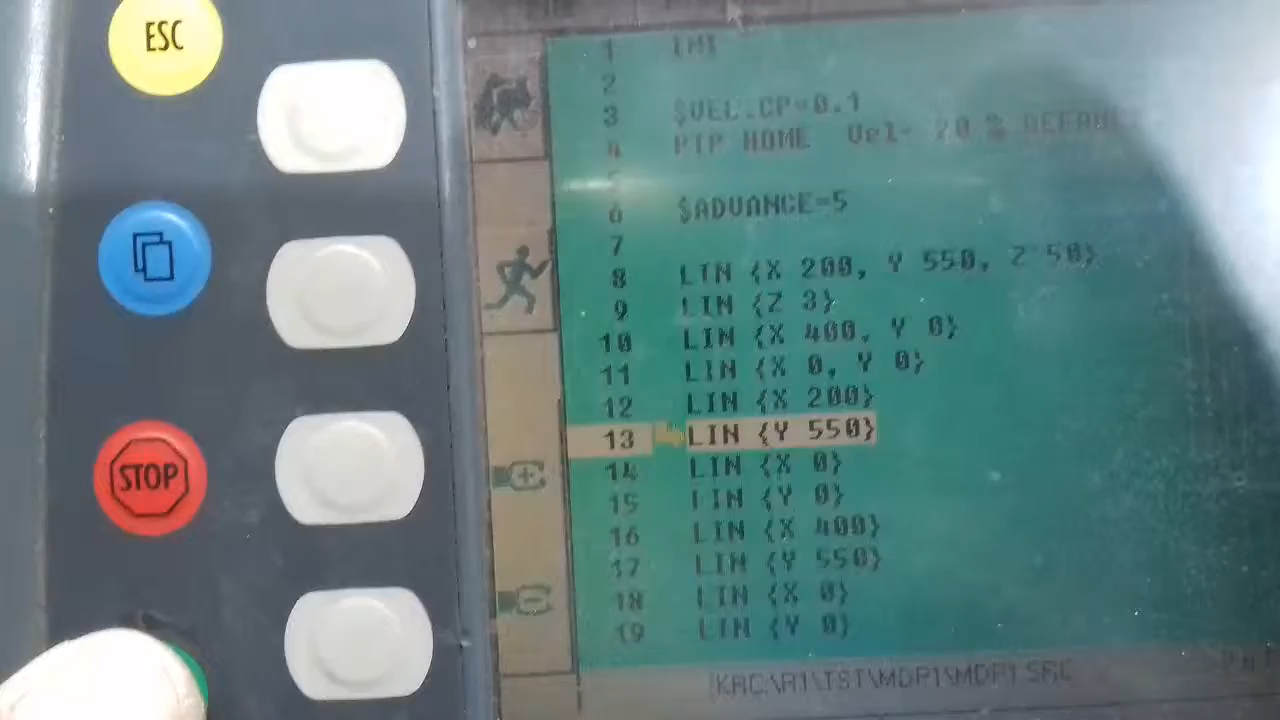 ESC
STOP
1 INI
2
3 $VEL.CP=0.1
4 PTP HOME Vel= 20 % DEFAULT
5
6 $ADVANCE=5
7
8 LIN {X 200, Y 550, Z 50}
9 LIN {Z 3}
10 LIN {X 400, Y 0}
11 LIN {X 0, Y 0}
12 LIN {X 200}
13 LIN {Y 550}
14 LIN {X 0}
15 LIN {Y 0}
16 LIN {X 400}
17 LIN {Y 550}
18 LIN {X 0}
19 LIN {Y 0}
KRC:\R1\TST\MDP1\MDP1.SRC